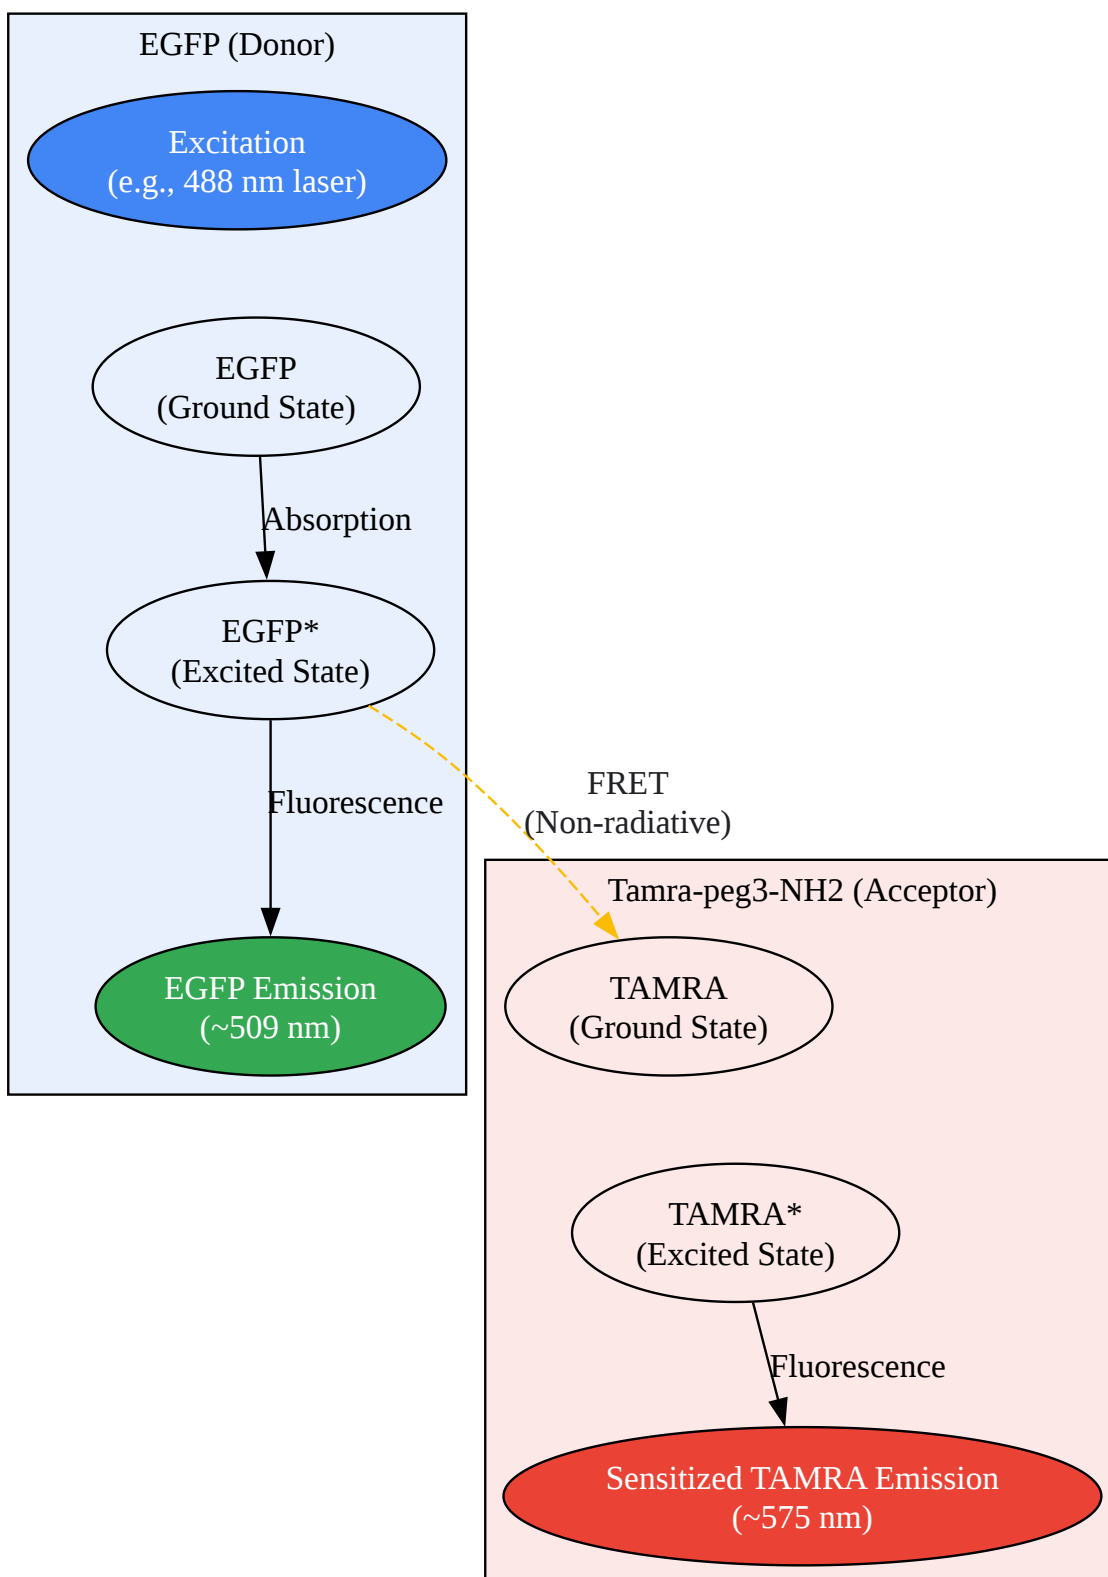 EGFP (Donor)
Excitation
(e.g., 488 nm laser)
EGFP
(Ground State)
Absorption
EGFP*
(Excited State)
Fluorescence
FRET
(Non-radiative)
EGFP Emission
(~509 nm)
Tamra-peg3-NH2 (Acceptor)
TAMRA
(Ground State)
TAMRA*
(Excited State)
Fluorescence
Sensitized TAMRA Emission
(~575 nm)